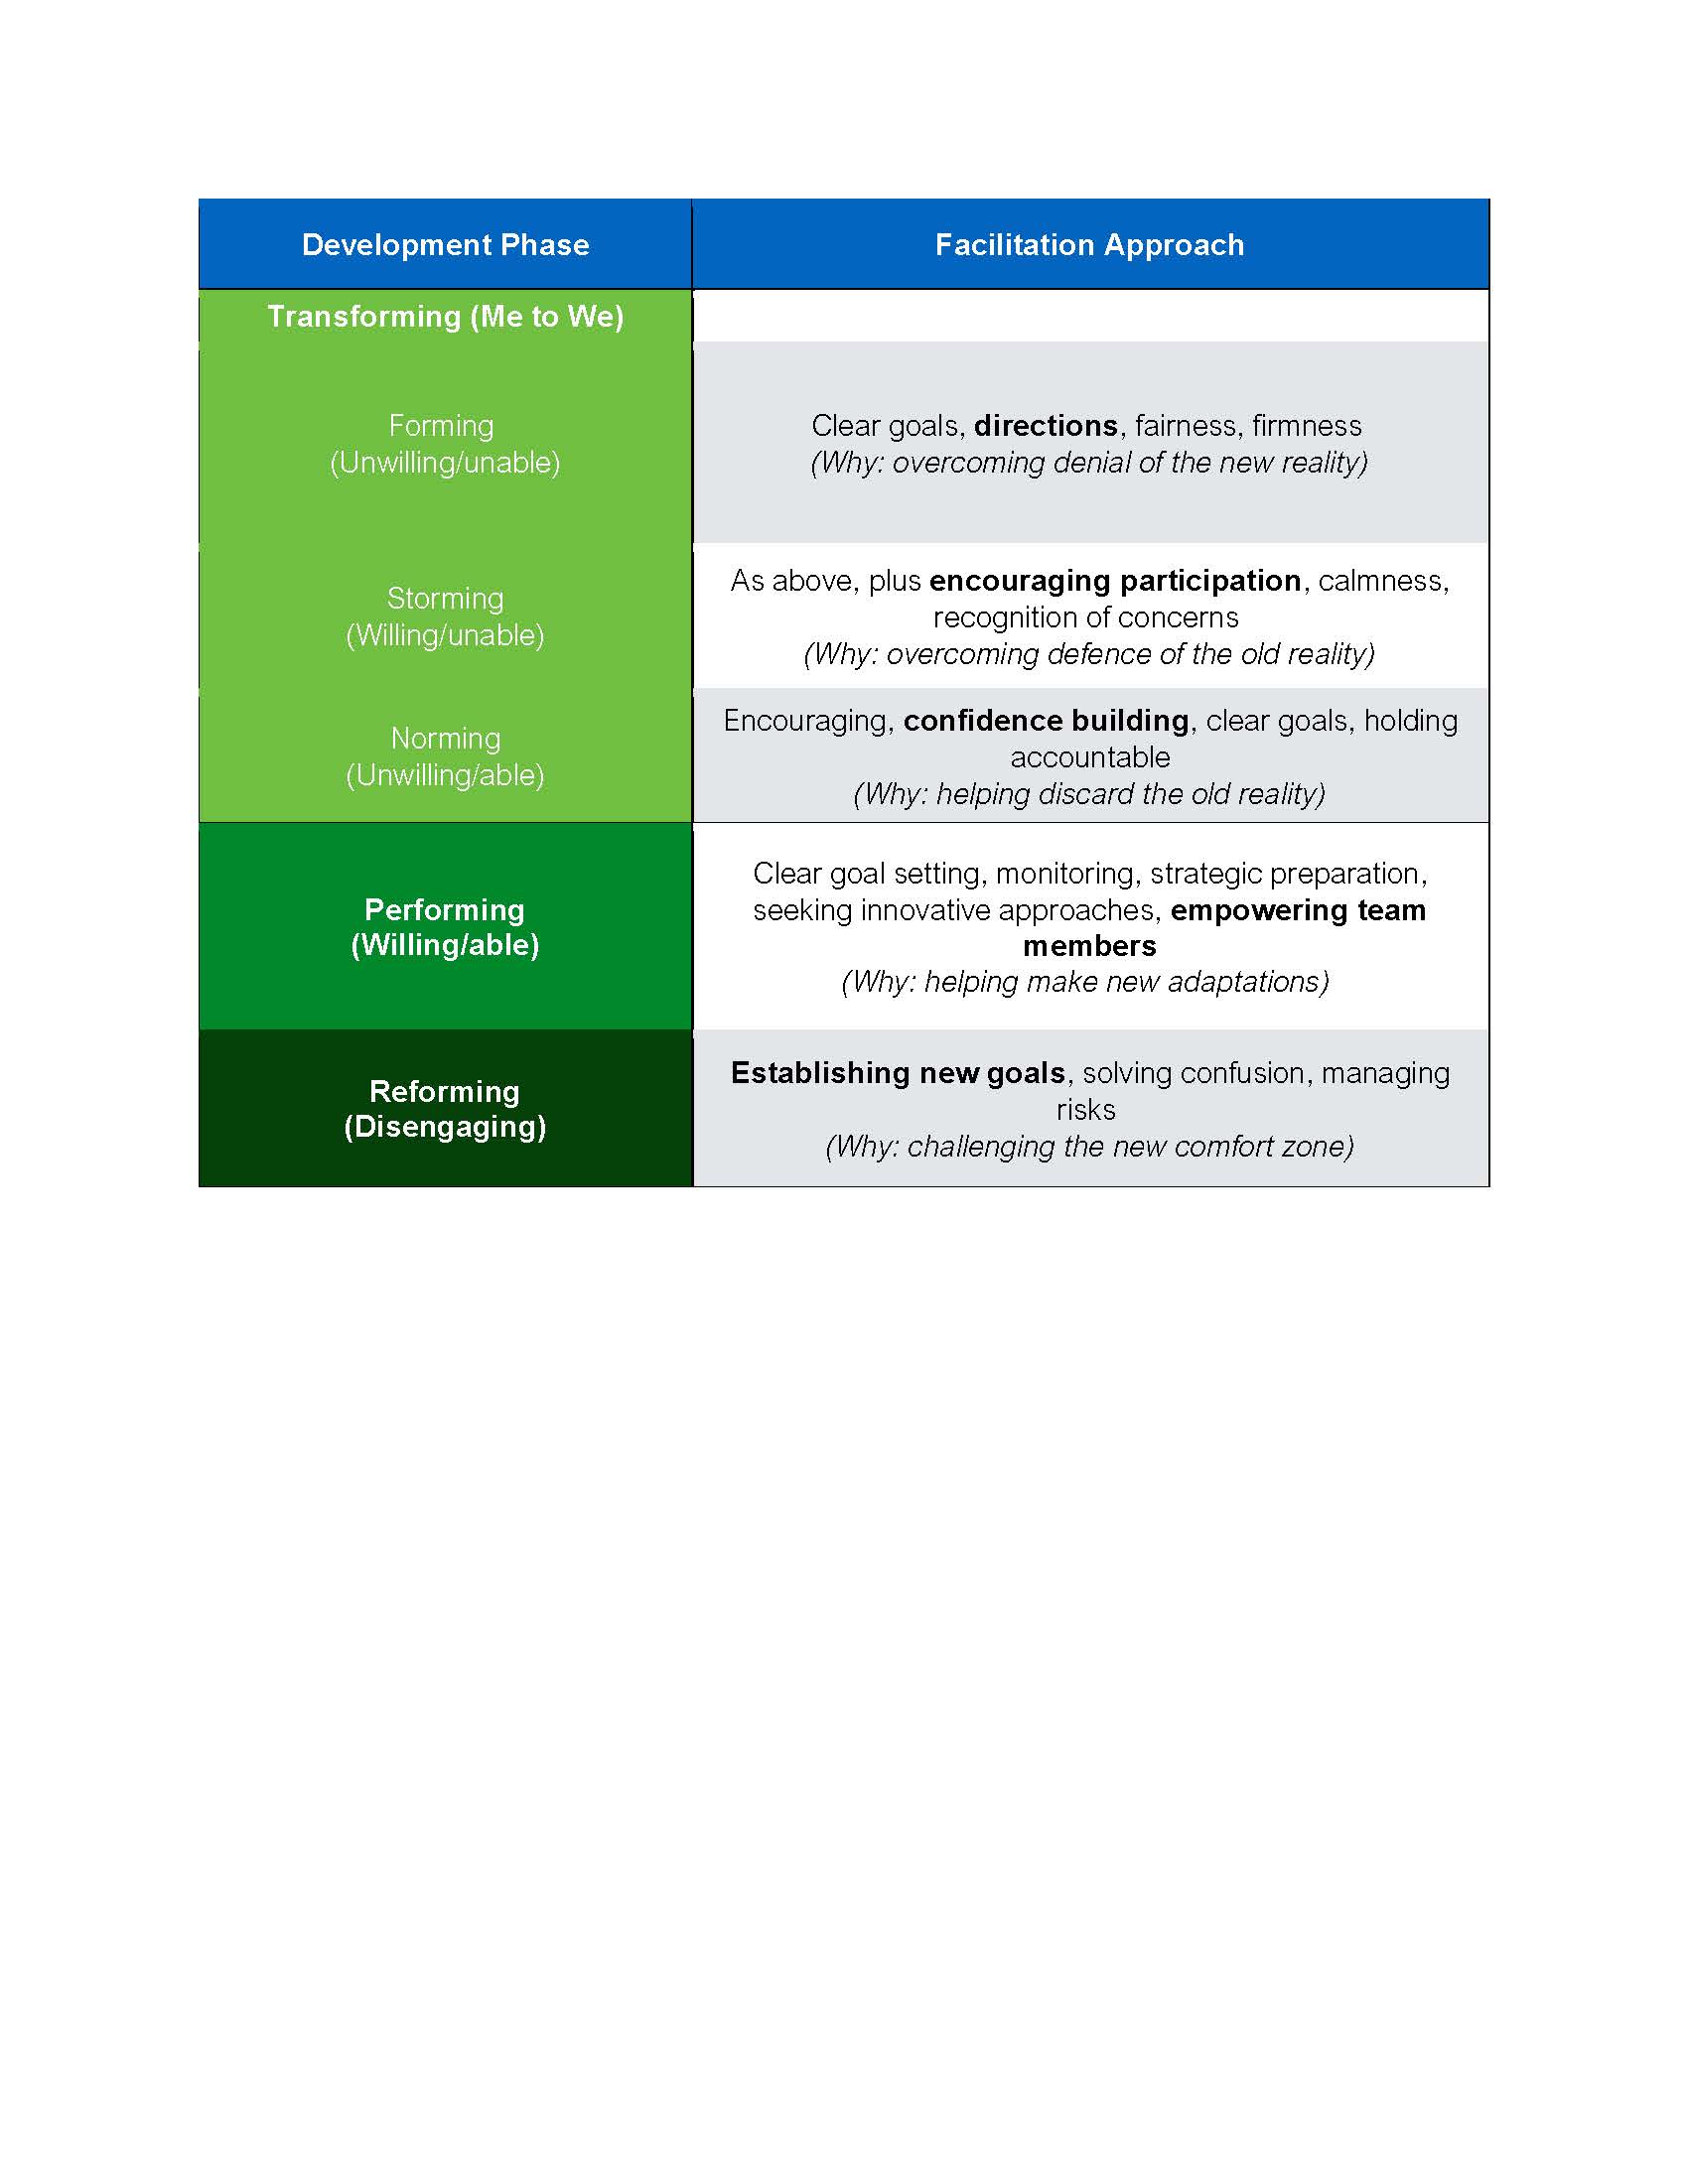 Development Phase
Facilitation Approach
Transforming (Me to We)
Forming
(Unwilling/unable)
Clear goals, directions, fairness, firmness
(Why: overcoming denial of the new reality)
Storming
(Willing/unable)
As above, plus encouraging participation, calmness,
recognition of concerns
(Why: overcoming defence of the old reality)
Norming
(Unwilling/able)
Encouraging, confidence building, clear goals, holding
accountable
(Why: helping discard the old reality)
Performing
(Willing/able)
Clear goal setting, monitoring, strategic preparation,
seeking innovative approaches, empowering team
members
(Why: helping make new adaptations)
Reforming
(Disengaging)
Establishing new goals, solving confusion, managing
risks
(Why: challenging the new comfort zone)